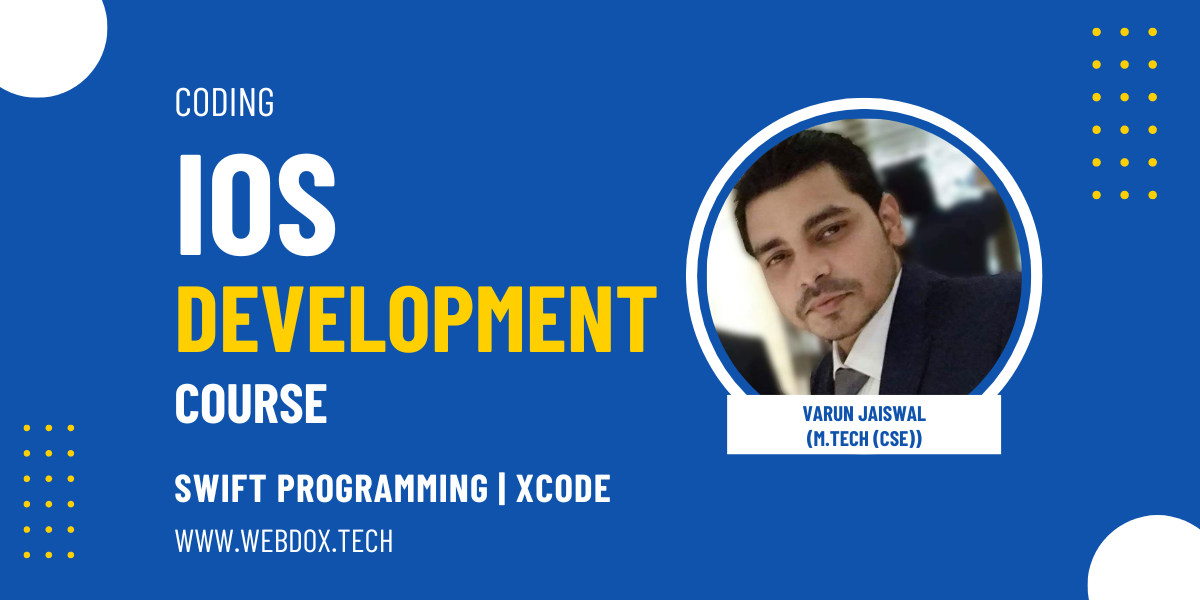 CODING
IOS
DEVELOPMENT
COURSE
SWIFT PROGRAMMING | XCODE
WWW.WEBDOX.TECH
VARUN JAISWAL
(M.TECH (CSE))